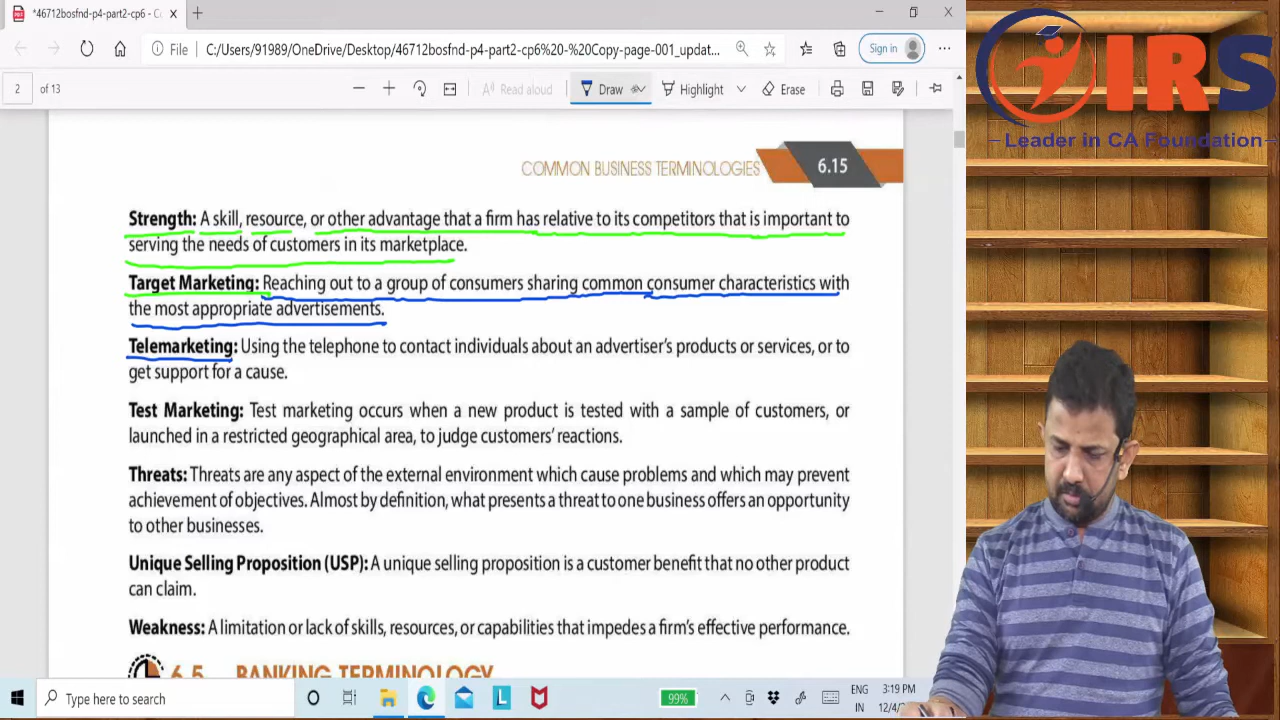 *46712bosfnd-p4-part2-cp6 - C
File
C:/Users/91989/OneDrive/Desktop/46712bosfnd-p4-part2-cp6%20-%20Copy-page-001_updat...
Sign in
2
of 13
Read aloud
Draw
Highlight
Erase
IRS
Leader in CA Foundation
COMMON BUSINESS TERMINOLOGIES
6.15
Strength: A skill, resource, or other advantage that a firm has relative to its competitors that is important to
serving the needs of customers in its marketplace.
Target Marketing: Reaching out to a group of consumers sharing common consumer characteristics with
the most appropriate advertisements.
Telemarketing: Using the telephone to contact individuals about an advertiser's products or services, or to
get support for a cause.
Test Marketing: Test marketing occurs when a new product is tested with a sample of customers, or
launched in a restricted geographical area, to judge customers' reactions.
Threats: Threats are any aspect of the external environment which cause problems and which may prevent
achievement of objectives. Almost by definition, what presents a threat to one business offers an opportunity
to other businesses.
Unique Selling Proposition (USP): A unique selling proposition is a customer benefit that no other product
can claim.
Weakness: A limitation or lack of skills, resources, or capabilities that impedes a firm's effective performance.
6.5 BANKING TERMINOLOGY
Type here to search
99%
ENG
IN
3:19 PM
12/4/2